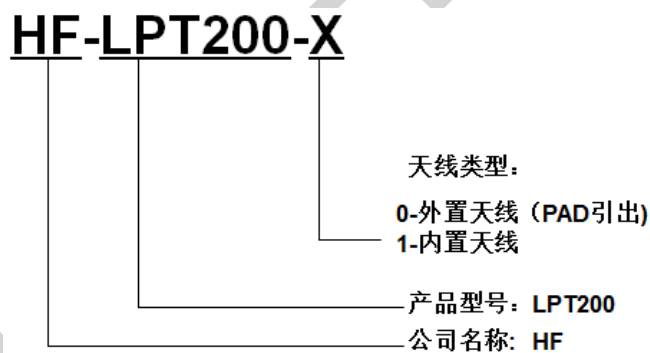 HF-LPT200-X
天线类型：
0-外置天线（PAD引出)
1-内置天线
产品型号：LPT200
公司名称: HF